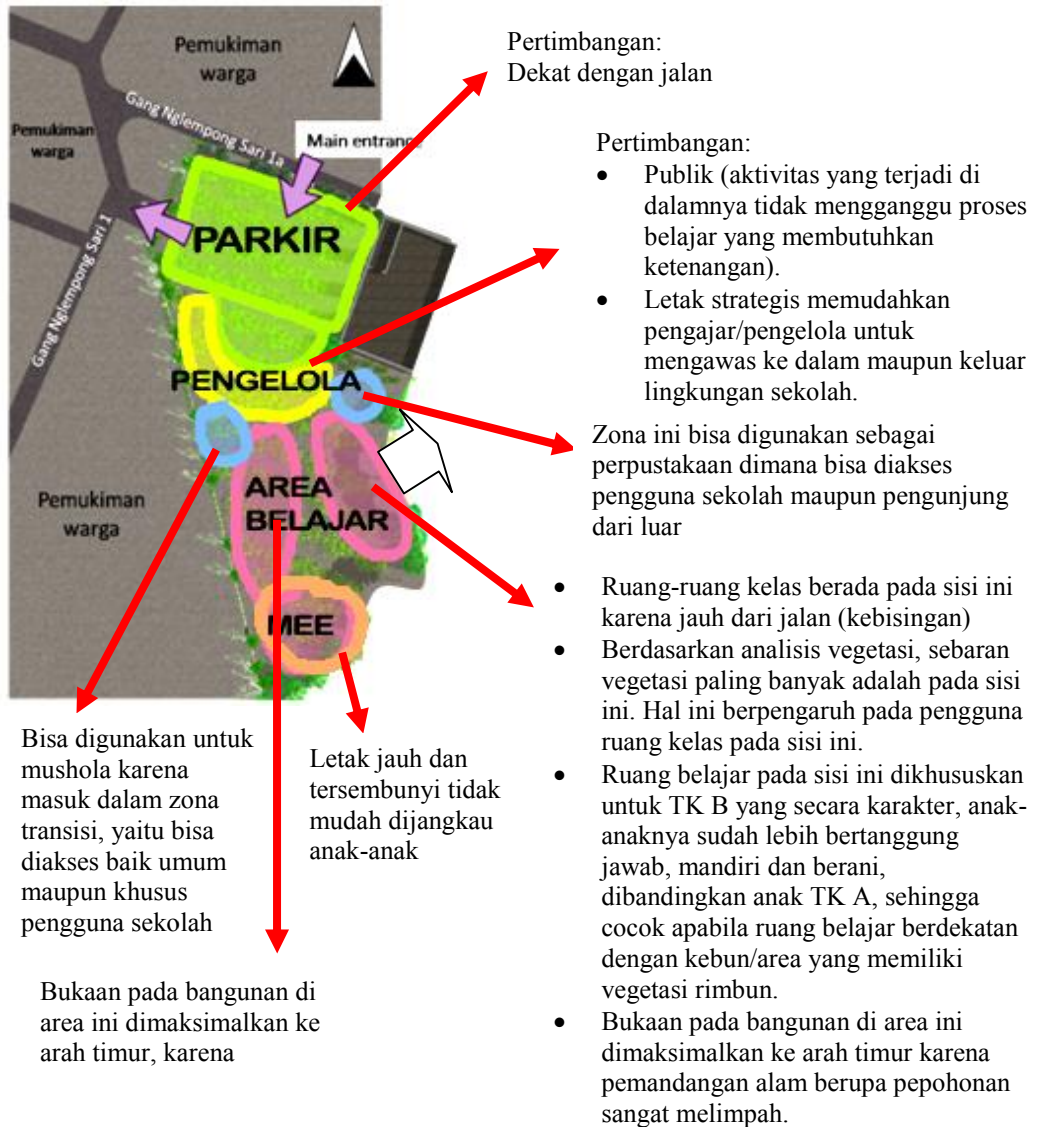 Pemukiman
warga
Gang Nglempong Sari 1a
Pemukiman
warga
Main entrance
PARKIR
Gang Nglempong Sari 1
PENGELOLA
AREA
BELAJAR
Pemukiman
warga
MEE
Pertimbangan:
Dekat dengan jalan
Pertimbangan:
• Publik (aktivitas yang terjadi di
dalamnya tidak mengganggu proses
belajar yang membutuhkan
ketenangan).
• Letak strategis memudahkan
pengajar/pengelola untuk
mengawas ke dalam maupun keluar
lingkungan sekolah.
Zona ini bisa digunakan sebagai
perpustakaan dimana bisa diakses
pengguna sekolah maupun pengunjung
dari luar
• Ruang-ruang kelas berada pada sisi ini
karena jauh dari jalan (kebisingan)
• Berdasarkan analisis vegetasi, sebaran
vegetasi paling banyak adalah pada sisi
ini. Hal ini berpengaruh pada pengguna
ruang kelas pada sisi ini.
• Ruang belajar pada sisi ini dikhususkan
untuk TK B yang secara karakter, anak-
anaknya sudah lebih bertanggung
jawab, mandiri dan berani,
dibandingkan anak TK A, sehingga
cocok apabila ruang belajar berdekatan
dengan kebun/area yang memiliki
vegetasi rimbun.
• Bukaan pada bangunan di area ini
dimaksimalkan ke arah timur karena
pemandangan alam berupa pepohonan
sangat melimpah.
Bisa digunakan untuk
mushola karena
masuk dalam zona
transisi, yaitu bisa
diakses baik umum
maupun khusus
pengguna sekolah
Letak jauh dan
tersembunyi tidak
mudah dijangkau
anak-anak
Bukaan pada bangunan di
area ini dimaksimalkan ke
arah timur, karena